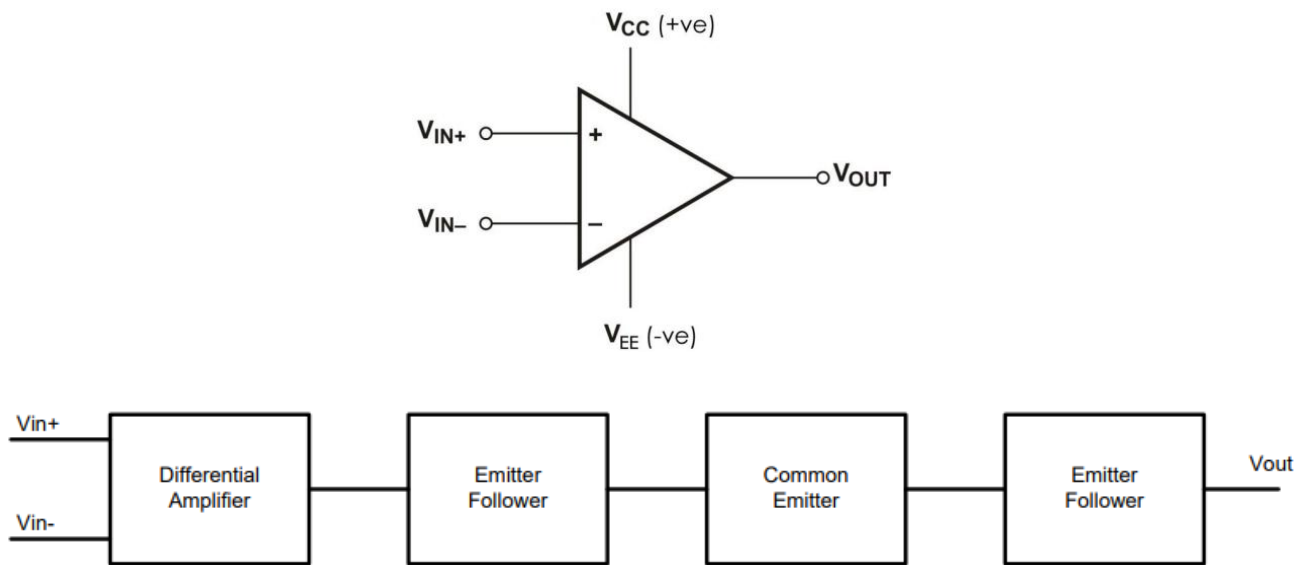 VCC (+ve)
VIN+
+
VOUT
VIN–
–
VEE (-ve)
Vin+
Vin-
Differential
Amplifier
Emitter
Follower
Common
Emitter
Emitter
Follower
Vout